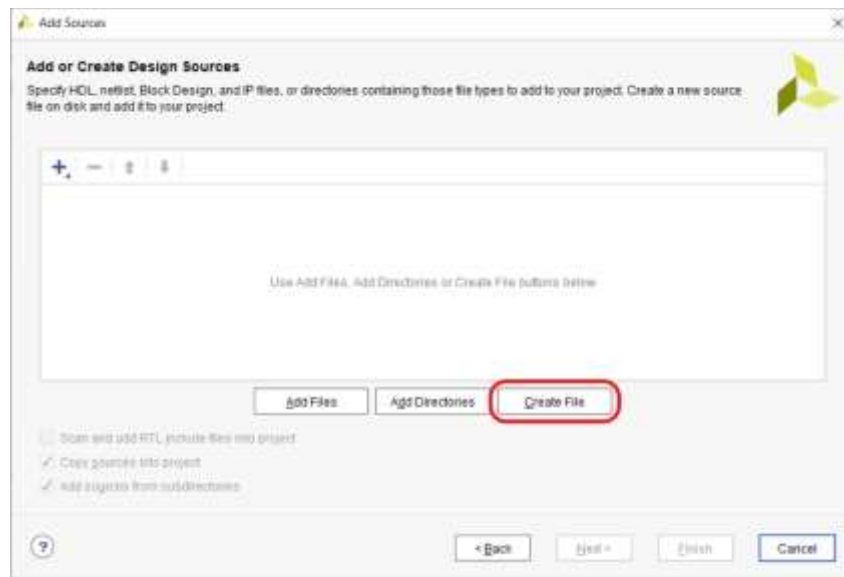 Add Sources
Add or Create Design Sources
Specify HDL, netlist, Block Design, and IP files, or directories containing those file types to add to your project. Create a new source
file on disk and add it to your project.
Use Add Files, Add Directories or Create File buttons below
Add Files
Add Directories
Create File
Scan and add RTL include files into project
Copy sources into project
Add sources from subdirectories
?
< Back
Next >
Finish
Cancel